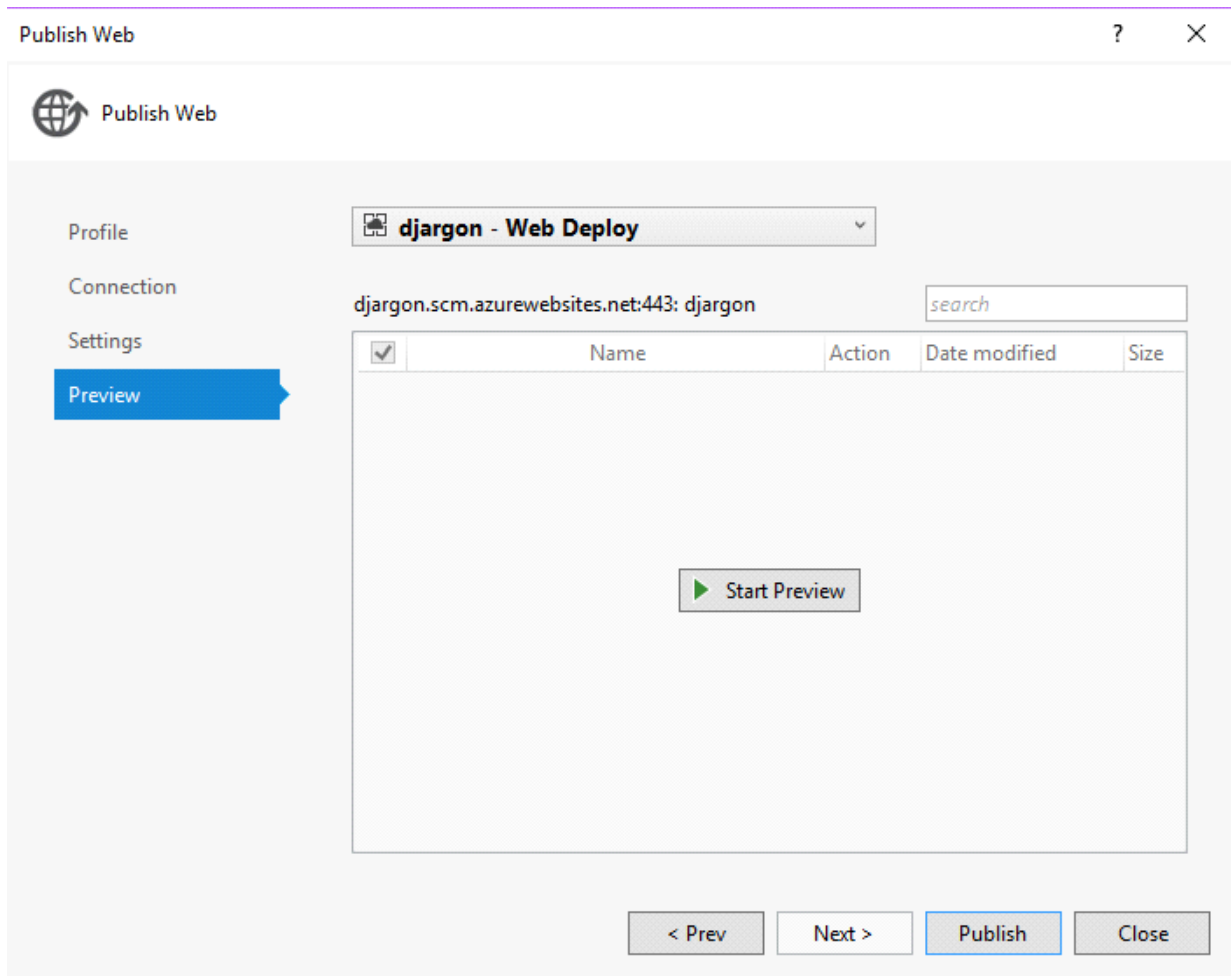 Publish Web
?
Publish Web
Profile
Connection
Settings
Preview
djargon - Web Deploy
djargon.scm.azurewebsites.net:443: djargon
search
Name Action Date modified Size
Start Preview
< Prev Next > Publish Close